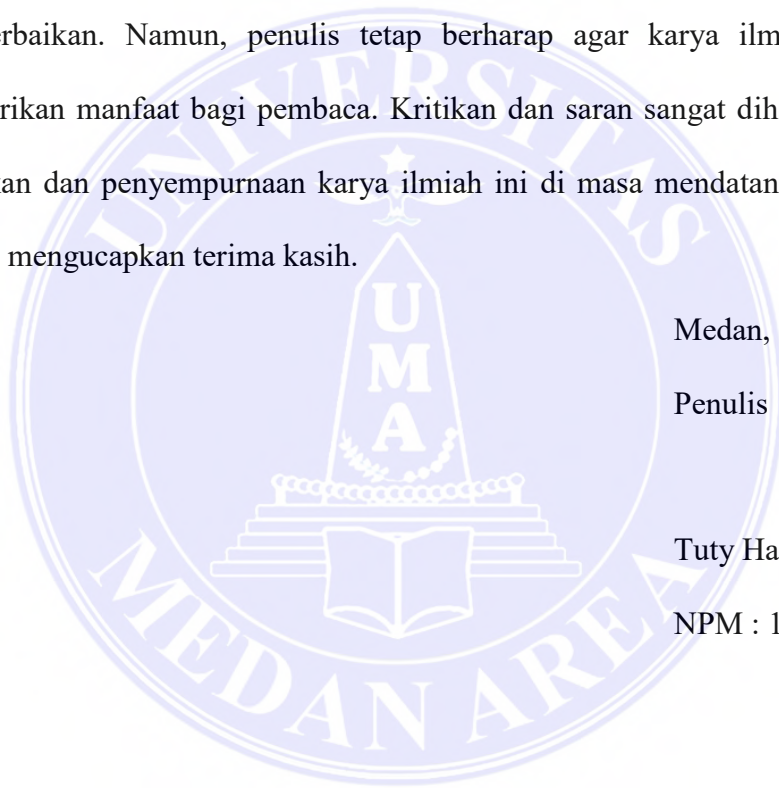 erbaikan. Namun, penulis tetap berharap agar karya ilm
rikan manfaat bagi pembaca. Kritikan dan saran sangat dih
kan dan penyempurnaan karya ilmiah ini di masa mendatan
mengucapkan terima kasih.
UNIVERSITAS
UMA
Medan,
Penulis
Tuty Ha
NPM : 1
MEDAN AREA